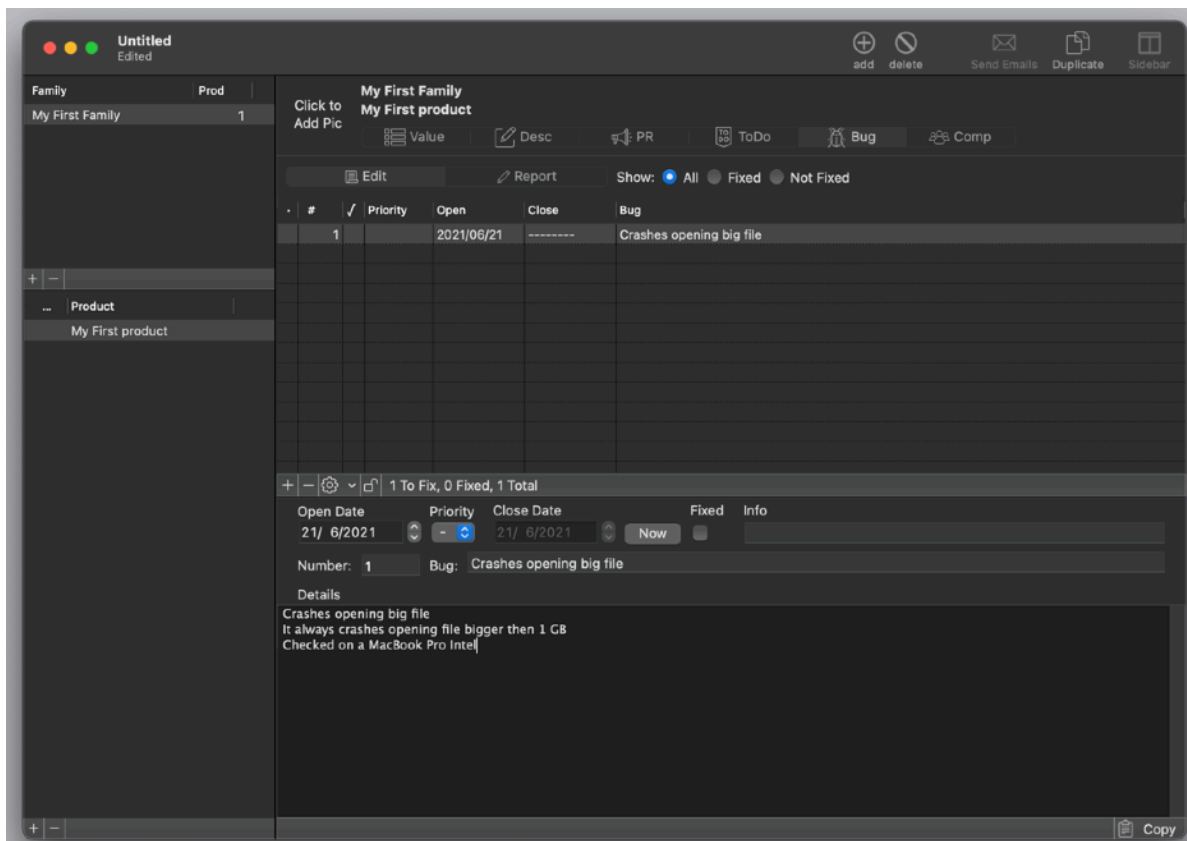 Untitled
Edited
add delete Send Emails Duplicate Sidebar
Family Prod
My First Family 1
+ −
... Product
My First product
+ −
Click to
Add Pic
My First Family
My First product
Value Desc PR ToDo Bug Comp
Edit Report Show: All Fixed Not Fixed
# √ Priority Open Close Bug
1 2021/06/21 -------- Crashes opening big file
+ − 1 To Fix, 0 Fixed, 1 Total
Open Date Priority Close Date Fixed Info
21/ 6/2021 - 21/ 6/2021 Now
Number: 1 Bug: Crashes opening big file
Details
Crashes opening big file
It always crashes opening file bigger then 1 GB
Checked on a MacBook Pro Intel
Copy